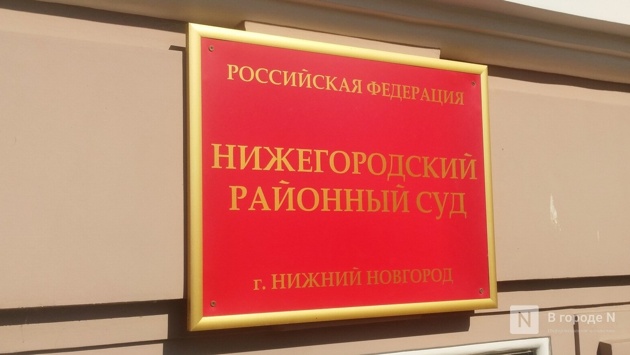 РОССИЙСКАЯ ФЕДЕРАЦИЯ
НИЖЕГОРОДСКИЙ
РАЙОННЫЙ СУД
г. НИЖНИЙ НОВГОРОД
N В городе N